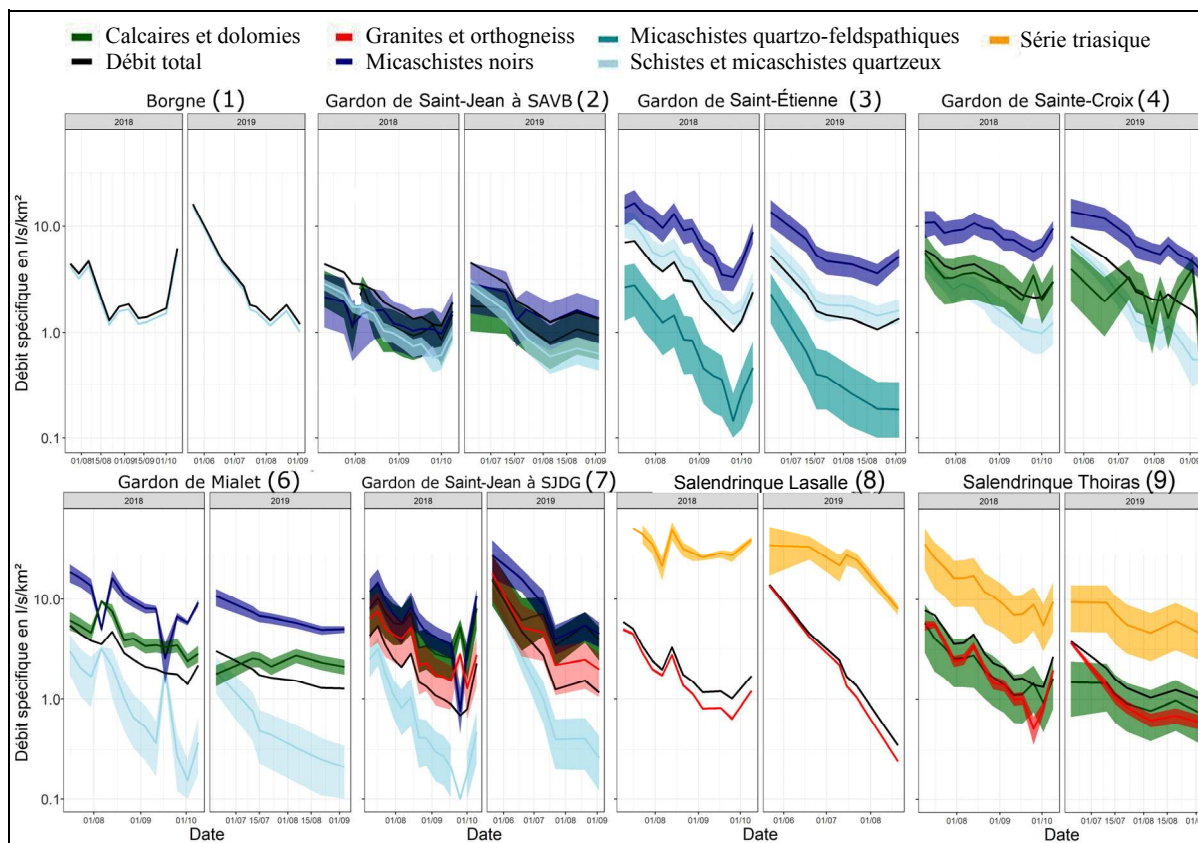 Calcaires et dolomies Granites et orthogneiss Micaschistes quartzo-feldspathiques Série triasique
Débit total Micaschistes noirs Schistes et micaschistes quartzeux
Borgne (1) Gardon de Saint-Jean à SAVB (2) Gardon de Saint-Étienne (3) Gardon de Sainte-Croix (4)
2018 2019 2018 2019 2018 2019 2018 2019
Débit spécifique en l/s/km²
10.0
1.0
0.1
01/08 15/08 01/09 15/09 01/10 01/06 01/07 01/08 01/09 01/08 01/09 01/10 01/07 15/07 01/08 15/08 01/09 01/08 01/09 01/10 01/07 15/07 01/08 15/08 01/09 01/08 01/09 01/10 01/06 01/07 01/08 01/09
Gardon de Mialet (6) Gardon de Saint-Jean à SJDG (7) Salendrinque Lasalle (8) Salendrinque Thoiras (9)
2018 2019 2018 2019 2018 2019 2018 2019
Débit spécifique en l/s/km²
10.0
1.0
0.1
01/08 01/09 01/10 01/07 15/07 01/08 15/08 01/09 01/08 01/09 01/10 01/06 01/07 01/08 01/09 01/08 01/09 01/10 01/06 01/07 01/08 01/08 01/09 01/10 01/07 15/07 01/08 15/08 01/0
Date Date Date Date